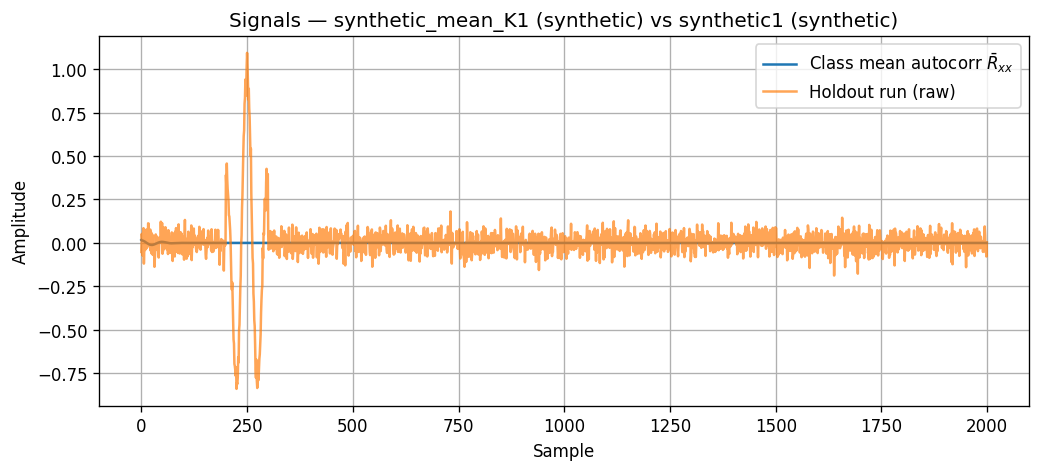 Signals — synthetic_mean_K1 (synthetic) vs synthetic1 (synthetic)
Class mean autocorr R̄ₓₓ
Holdout run (raw)
Amplitude
1.00
0.75
0.50
0.25
0.00
−0.25
−0.50
−0.75
0 250 500 750 1000 1250 1500 1750 2000
Sample